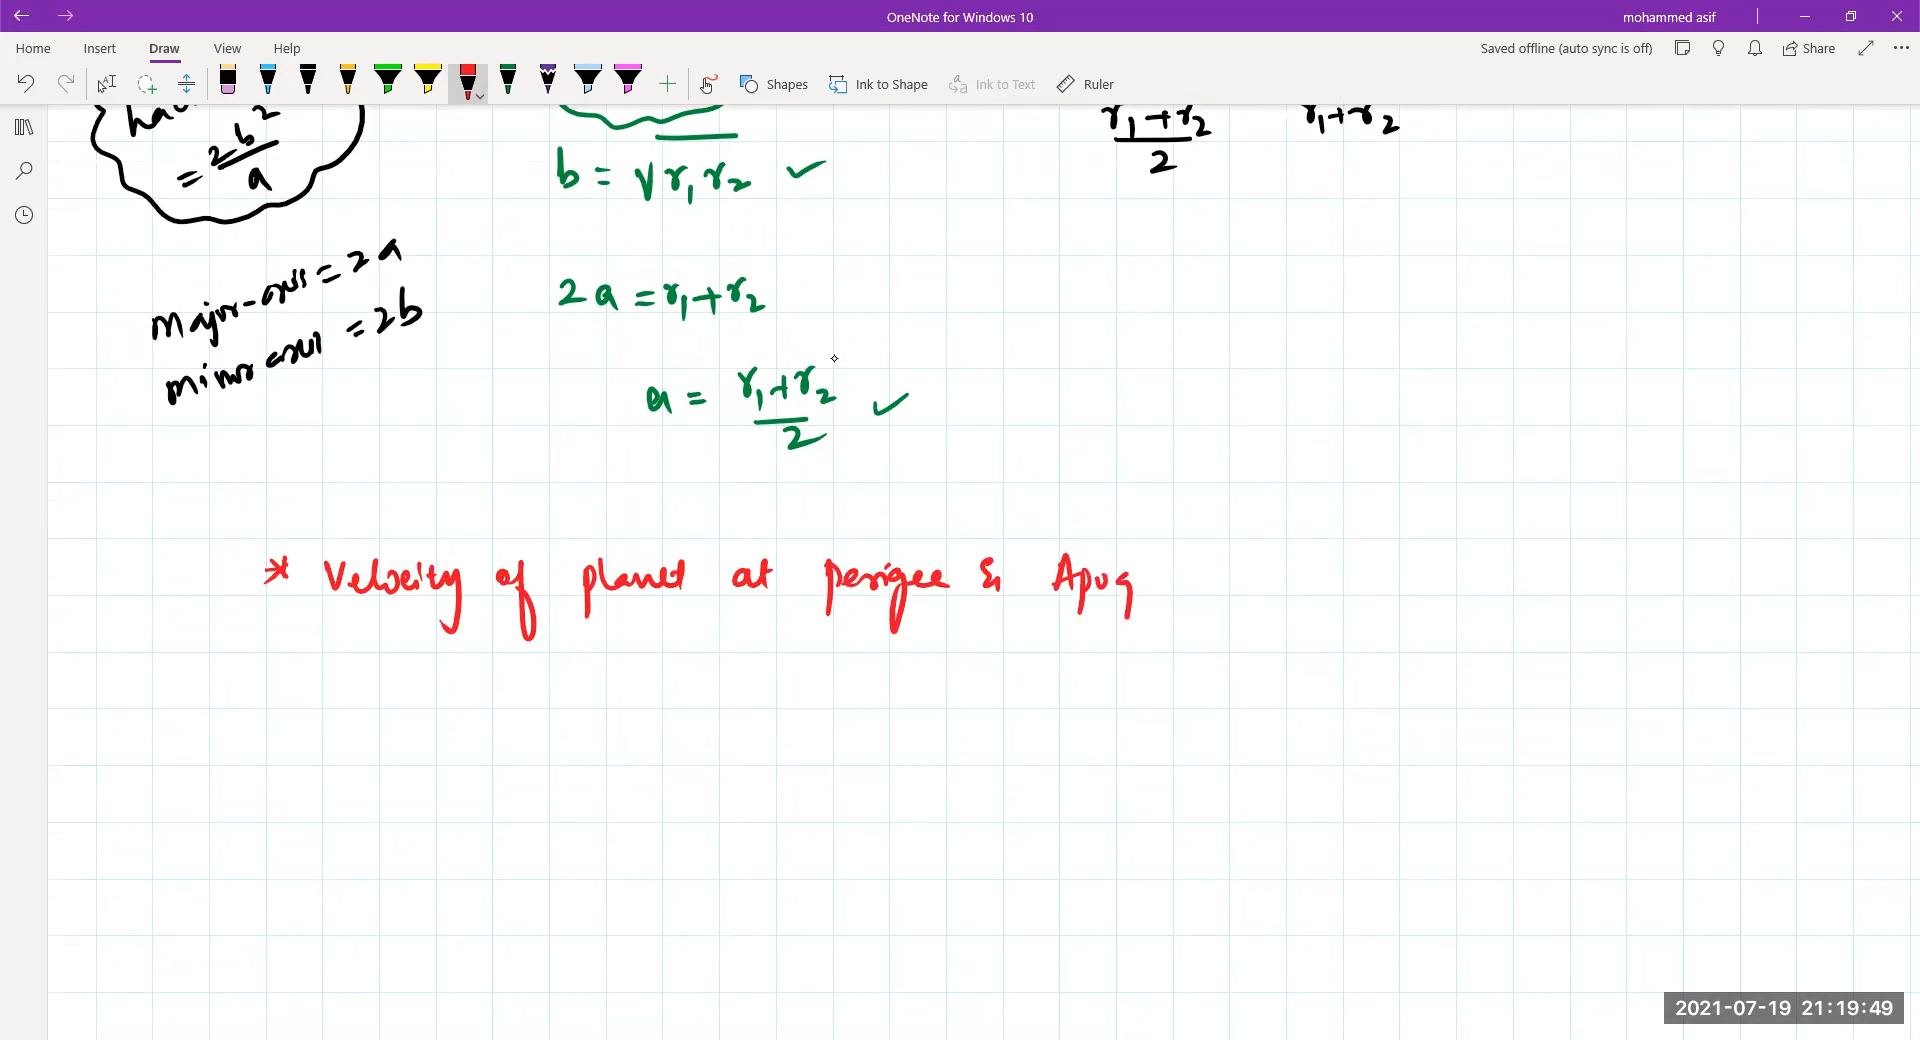 OneNote for Windows 10
mohammed asif
Home Insert Draw View Help
Saved offline (auto sync is off) Share
Shapes Ink to Shape Ink to Text Ruler
= 2b²/a
b = √r₁r₂ ✓
(r₁+r₂)/2
r₁+r₂
major-axis = 2a
minor axis = 2b
2a = r₁+r₂
a = (r₁+r₂)/2 ✓
* Velocity of planet at perigee & Apog
2021-07-19 21:19:49